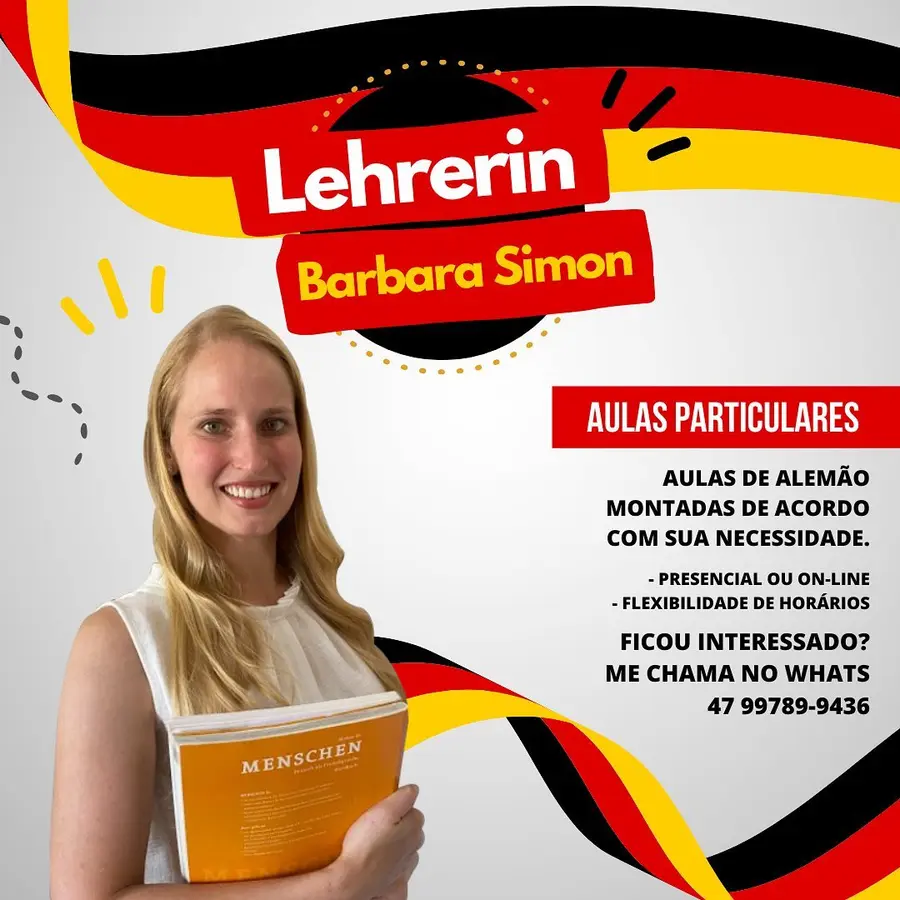 Lehrerin
Barbara Simon
AULAS PARTICULARES
AULAS DE ALEMÃO
MONTADAS DE ACORDO
COM SUA NECESSIDADE.
- PRESENCIAL OU ON-LINE
- FLEXIBILIDADE DE HORÁRIOS
FICOU INTERESSADO?
ME CHAMA NO WHATS
47 99789-9436
MENSCHEN